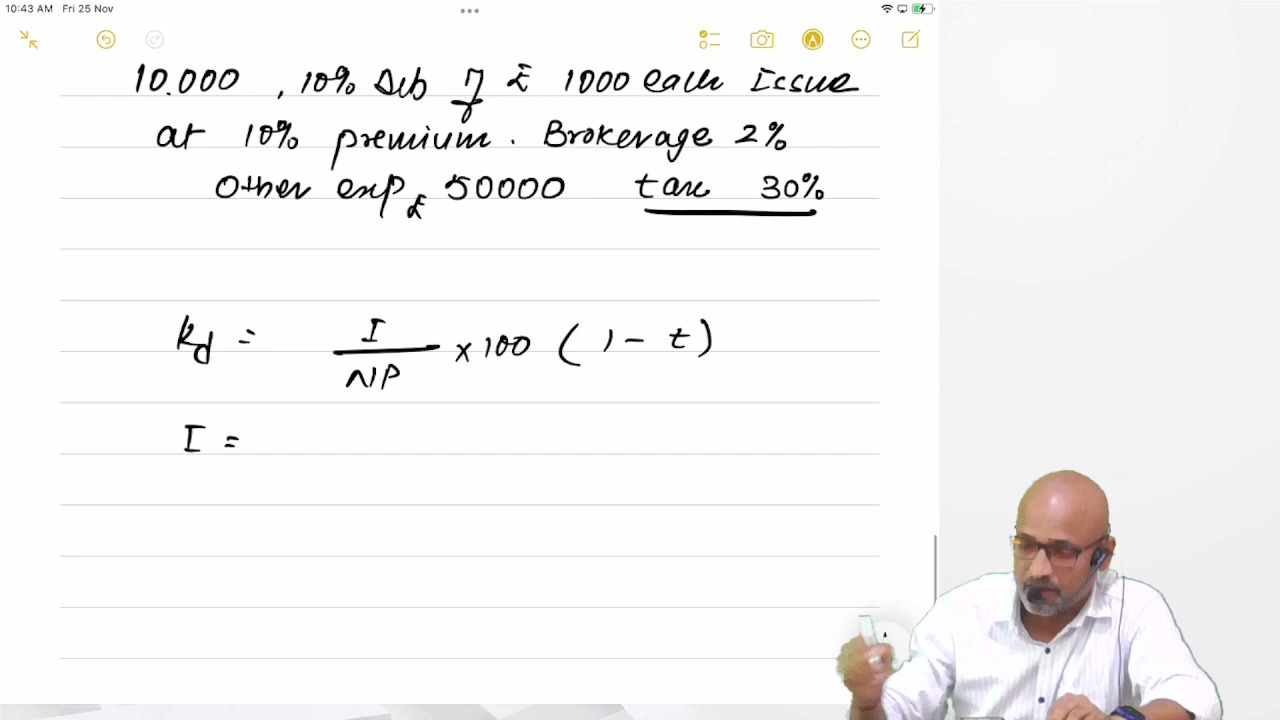 10:43 AM Fri 25 Nov
10.000 , 10% Deb of ₹ 1000 each Issue
at 10% premium. Brokerage 2%
Other exp ₹ 50000 tax 30%
Kd = I / NP × 100 ( 1 - t )
I =